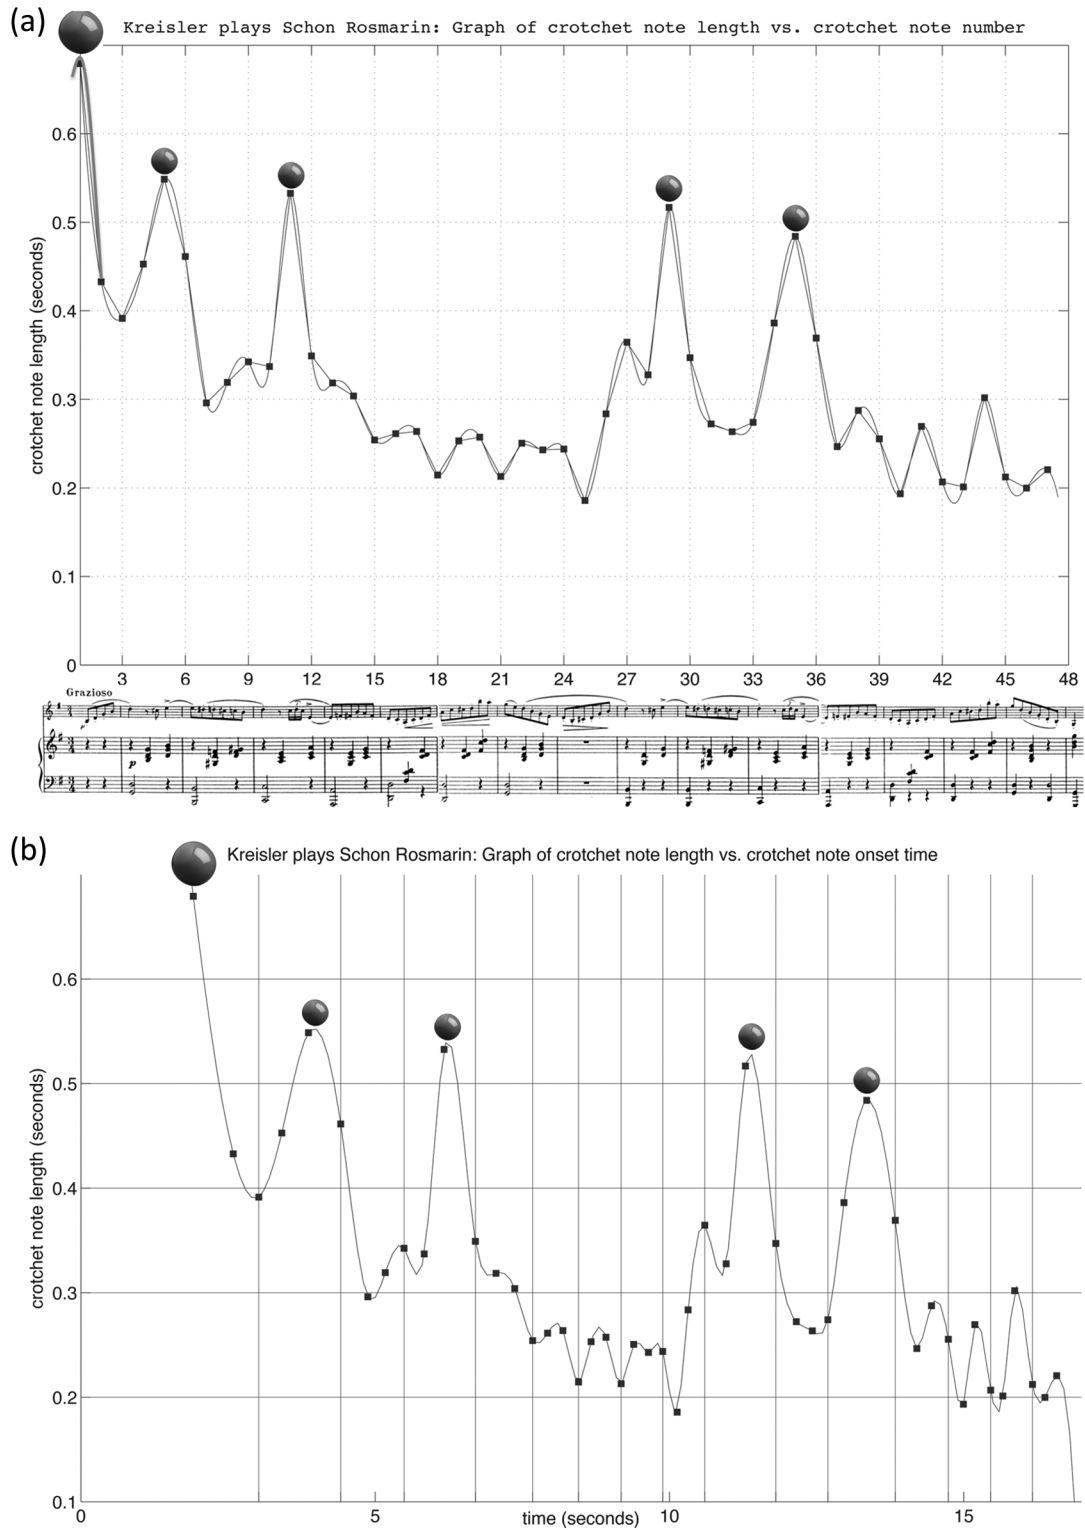 (a)
Kreisler plays Schon Rosmarin: Graph of crotchet note length vs. crotchet note number
crotchet note length (seconds)
0.6
0.5
0.4
0.3
0.2
0.1
0
3 6 9 12 15 18 21 24 27 30 33 36 39 42 45 48
Grazioso
p
p
(b)
Kreisler plays Schon Rosmarin: Graph of crotchet note length vs. crotchet note onset time
crotchet note length (seconds)
0.6
0.5
0.4
0.3
0.2
0.1
0 5 10 15
time (seconds)